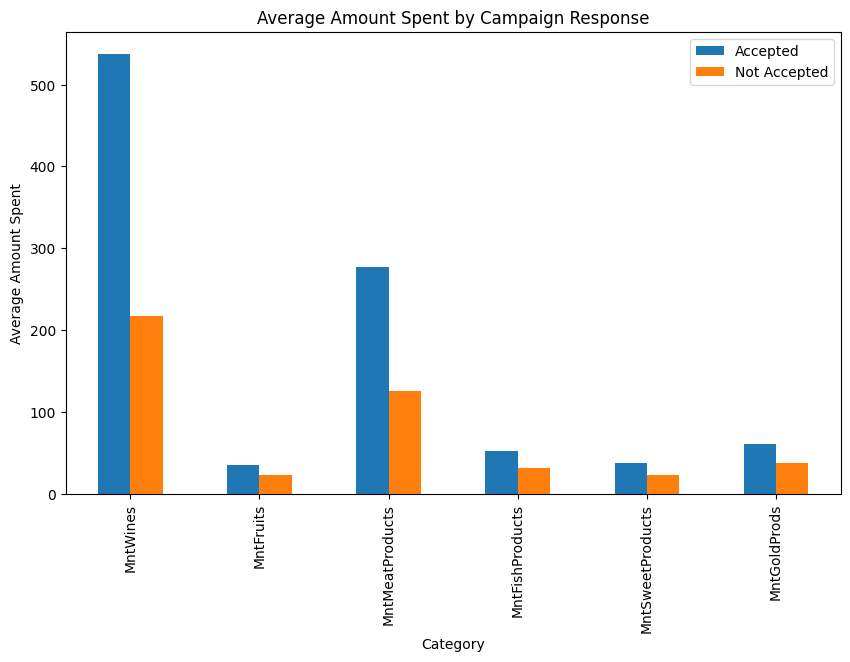 Average Amount Spent by Campaign Response
Accepted
Not Accepted
Average Amount Spent
500
400
300
200
100
0
MntWines
MntFruits
MntMeatProducts
MntFishProducts
MntSweetProducts
MntGoldProds
Category